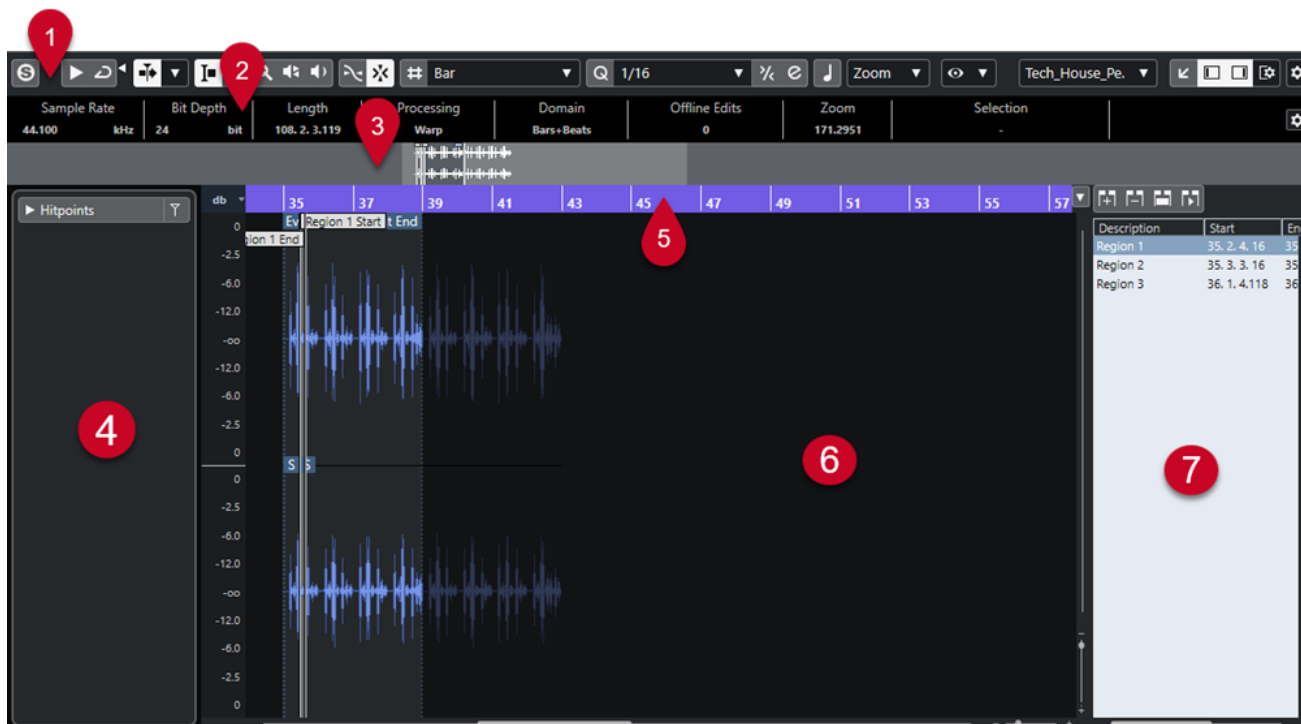 1
2
Bar
Q 1/16
Zoom
Tech_House_Pe.
Sample Rate
44.100 kHz
Bit Depth
24 bit
Length
108. 2. 3.119
Processing
Warp
Domain
Bars+Beats
Offline Edits
0
Zoom
171.2951
Selection
-
3
Hitpoints
4
db
35 37 39 41 43 45 47 49 51 53 55 57
5
Region 1 Start
t End
ion 1 End
0
-2.5
-6.0
-12.0
-oo
-12.0
-6.0
-2.5
0
S S
0
-2.5
-6.0
-12.0
-oo
-12.0
-6.0
-2.5
0
6
Description Start
Region 1 35. 2. 4. 16 35
Region 2 35. 3. 3. 16 35
Region 3 36. 1. 4.118 36
7